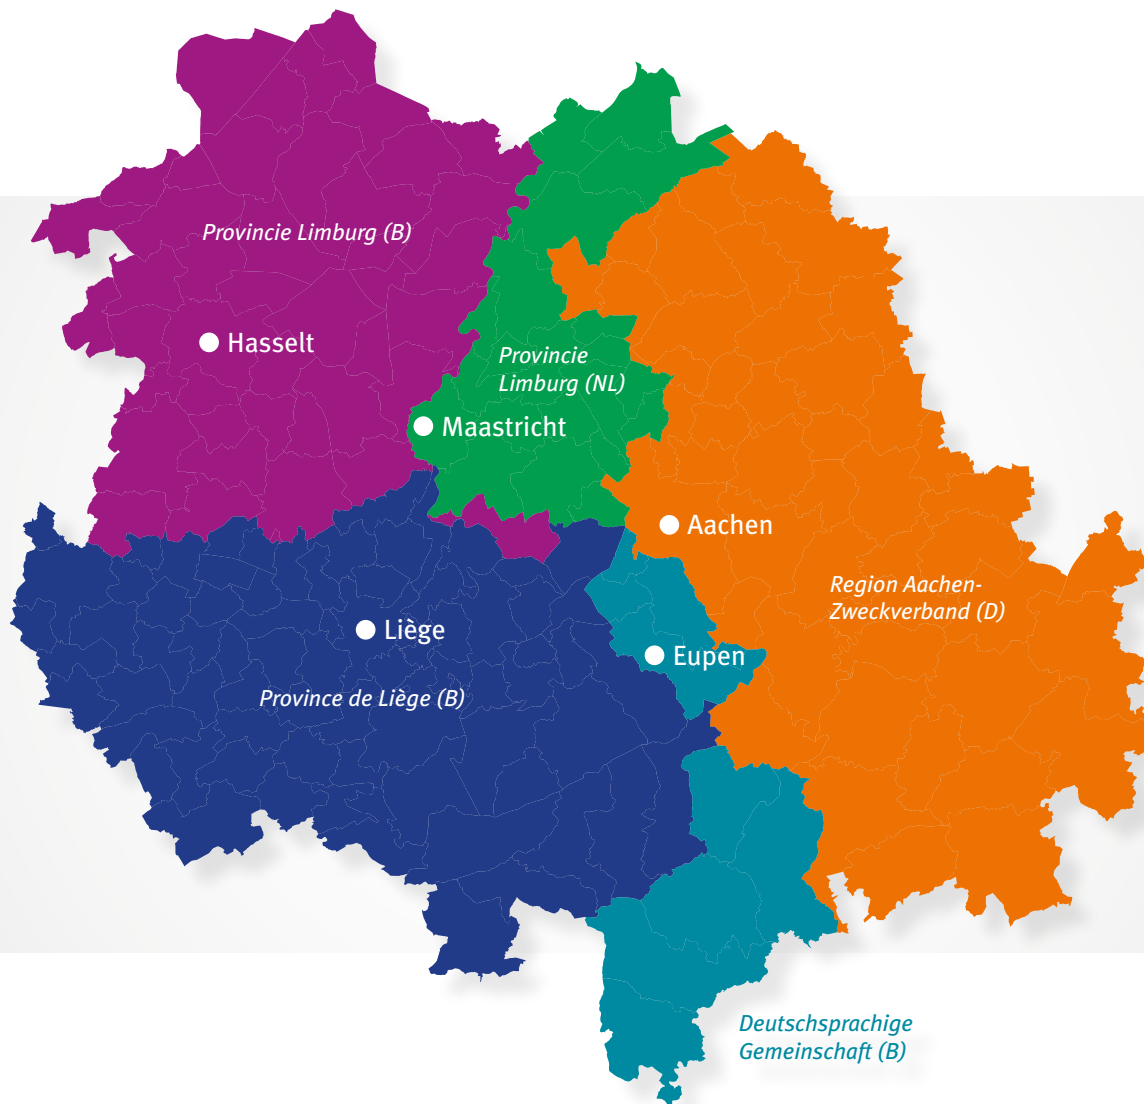 Provincie Limburg (B)
Hasselt
Provincie
Limburg (NL)
Maastricht
Aachen
Region Aachen-
Zweckverband (D)
Liège
Eupen
Province de Liège (B)
Deutschsprachige
Gemeinschaft (B)